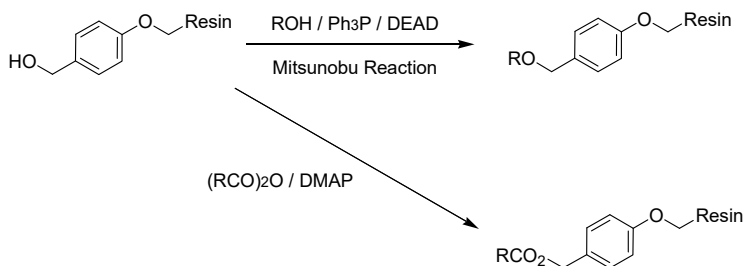 O Resin
HO
ROH / Ph3P / DEAD
Mitsunobu Reaction
O Resin
RO
(RCO)2O / DMAP
O Resin
RCO2